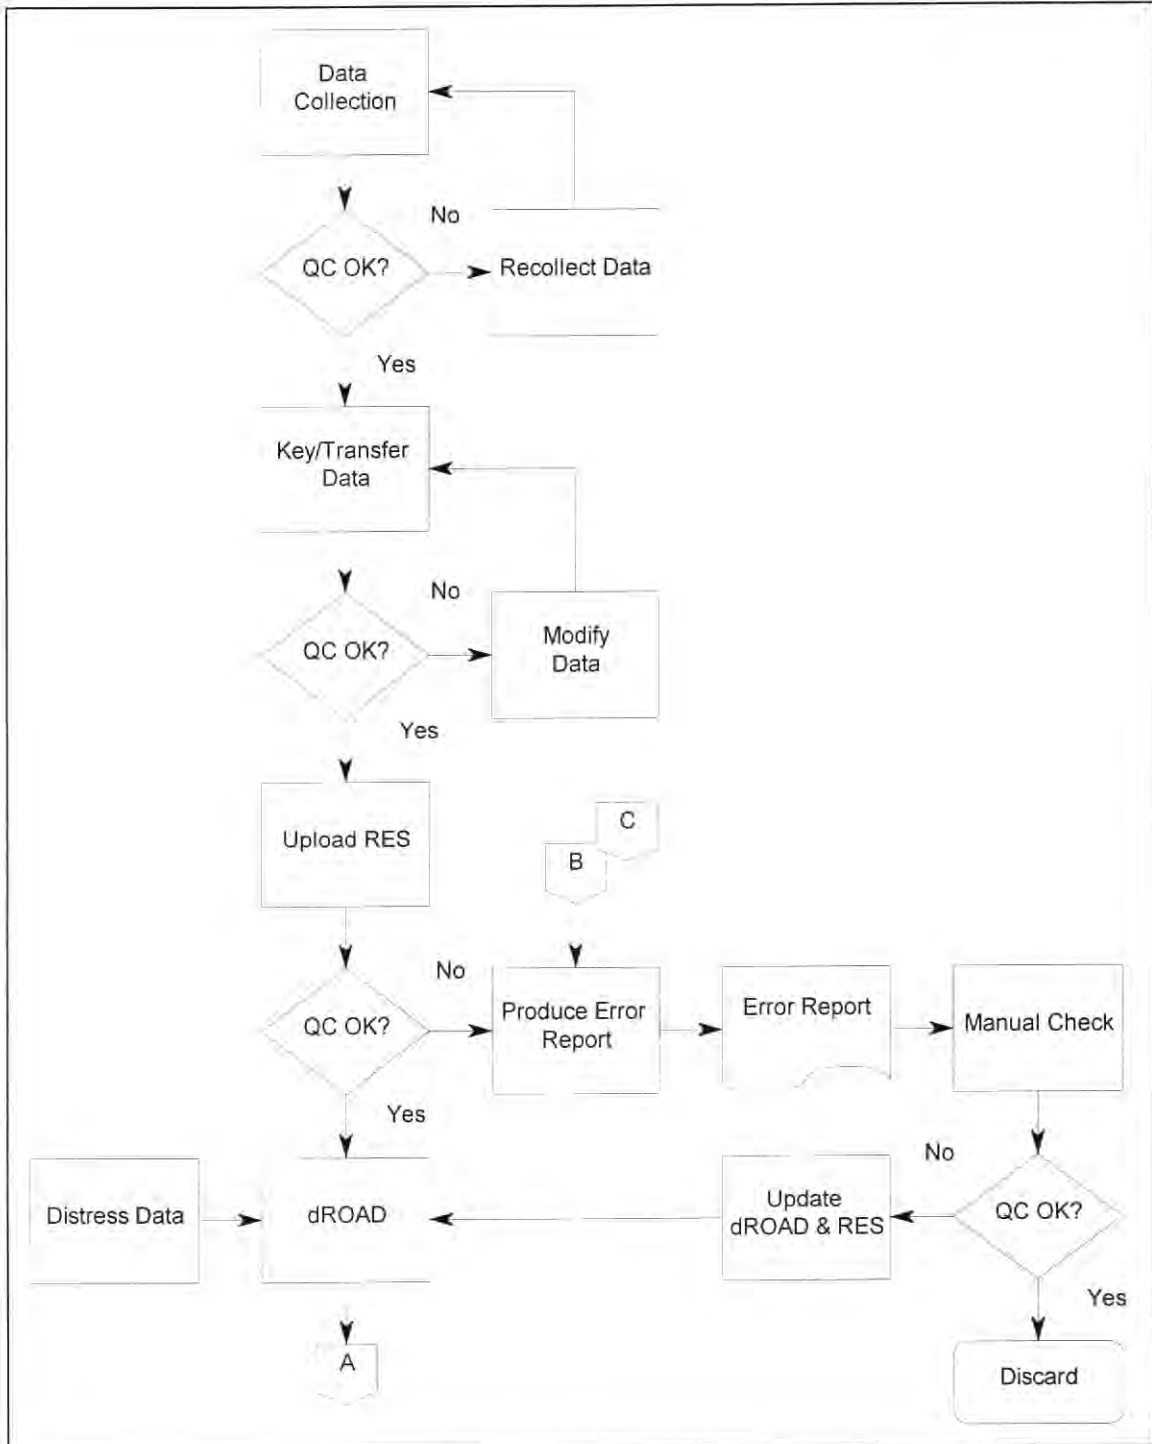 Data
Collection
No
QC OK?
Recollect Data
Yes
Key/Transfer
Data
No
QC OK?
Modify
Data
Yes
Upload RES
C
B
No
QC OK?
Produce Error
Report
Error Report
Manual Check
Yes
No
Distress Data
dROAD
Update
dROAD & RES
QC OK?
Yes
A
Discard